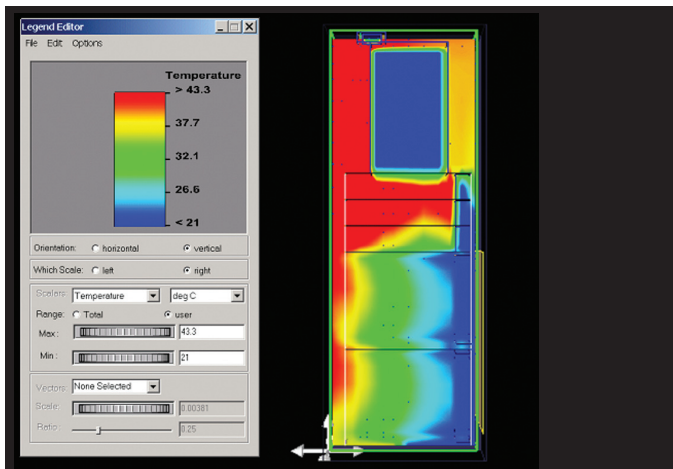 Legend Editor
File Edit Options
Temperature
> 43.3
37.7
32.1
26.6
< 21
Orientation: horizontal vertical
Which Scale: left right
Scalers: Temperature deg C
Range: Total user
Max: 43.3
Min: 21
Vectors: None Selected
Scale: 0.00381
Ratio: 0.25